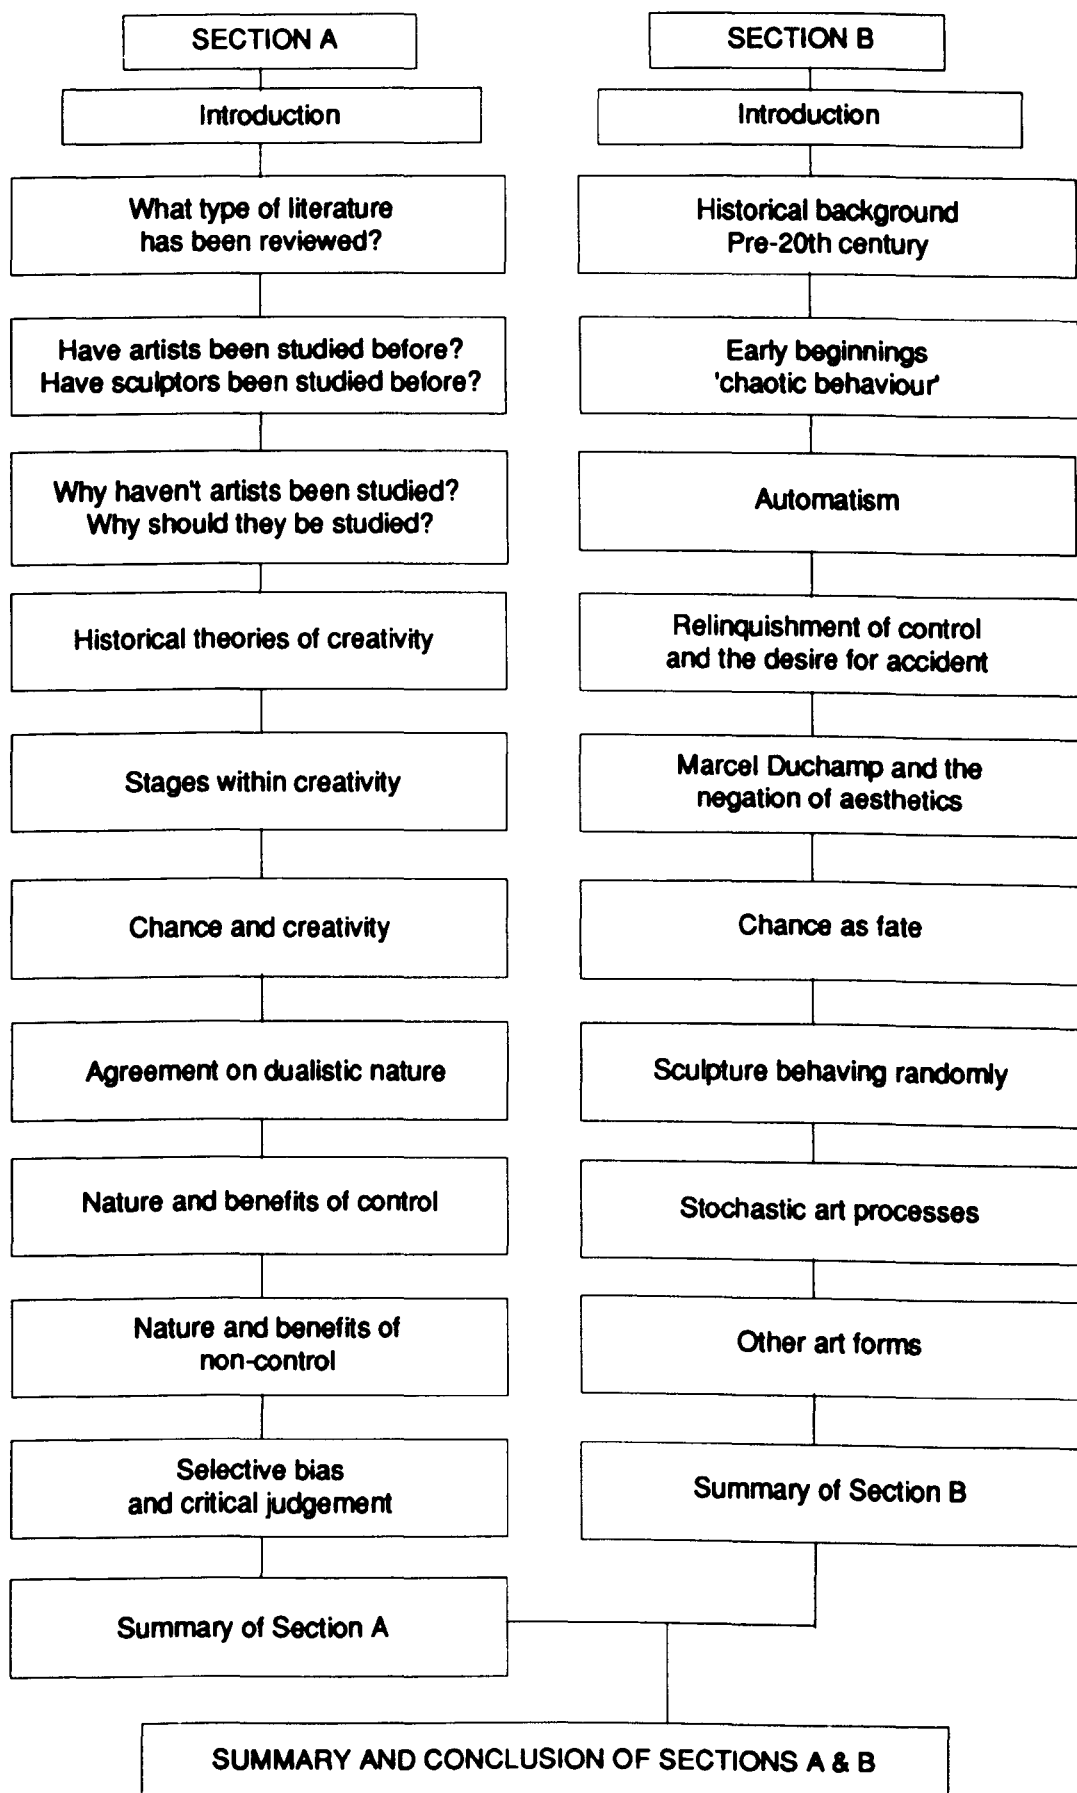 SECTION A
Introduction
What type of literature
has been reviewed?
Have artists been studied before?
Have sculptors been studied before?
Why haven't artists been studied?
Why should they be studied?
Historical theories of creativity
Stages within creativity
Chance and creativity
Agreement on dualistic nature
Nature and benefits of control
Nature and benefits of
non-control
Selective bias
and critical judgement
Summary of Section A
SECTION B
Introduction
Historical background
Pre-20th century
Early beginnings
'chaotic behaviour'
Automatism
Relinquishment of control
and the desire for accident
Marcel Duchamp and the
negation of aesthetics
Chance as fate
Sculpture behaving randomly
Stochastic art processes
Other art forms
Summary of Section B
SUMMARY AND CONCLUSION OF SECTIONS A & B